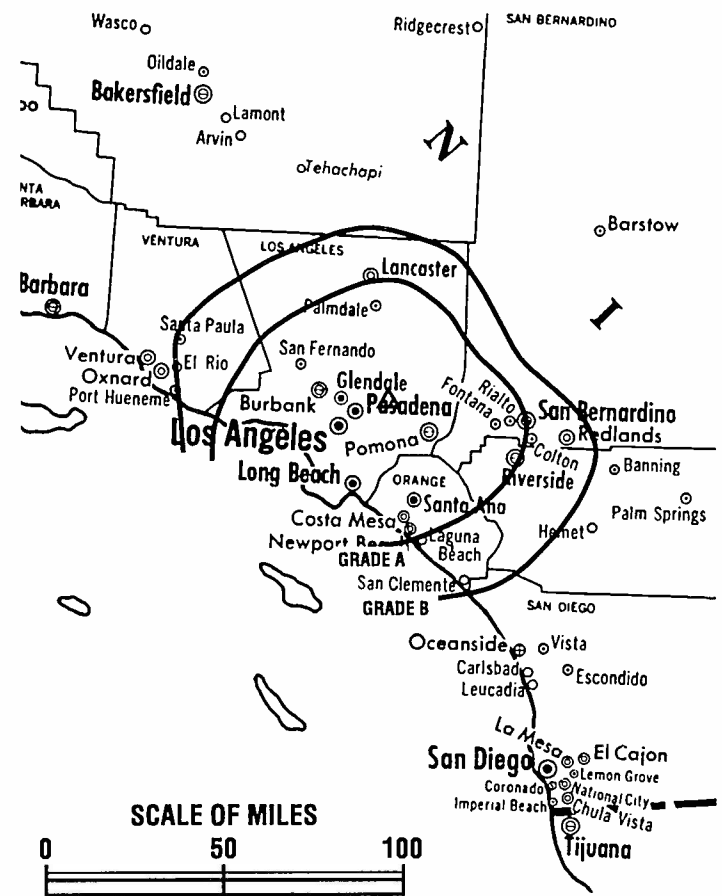 Wasco
Ridgecrest
SAN BERNARDINO
Oildale
Bakersfield
Lamont
Arvin
N
Tehachapi
NTA
RBARA
VENTURA
LOS ANGELES
Barstow
Lancaster
Barbara
Palmdale
I
Santa Paula
San Fernando
Ventura
El Rio
Oxnard
Port Hueneme
Glendale
Burbank
Pasadena
Rialto
Fontana
San Bernardino
Los Angeles
Pomona
Redlands
Colton
Riverside
Banning
Long Beach
ORANGE
Santa Ana
Palm Springs
Costa Mesa
Hemet
Newport Beach
Laguna
Beach
GRADE A
San Clemente
GRADE B
SAN DIEGO
Oceanside
Vista
Carlsbad
Escondido
Leucadia
La Mesa
El Cajon
San Diego
Lemon Grove
Coronado
National City
Imperial Beach
Chula Vista
Tijuana
SCALE OF MILES
0 50 100